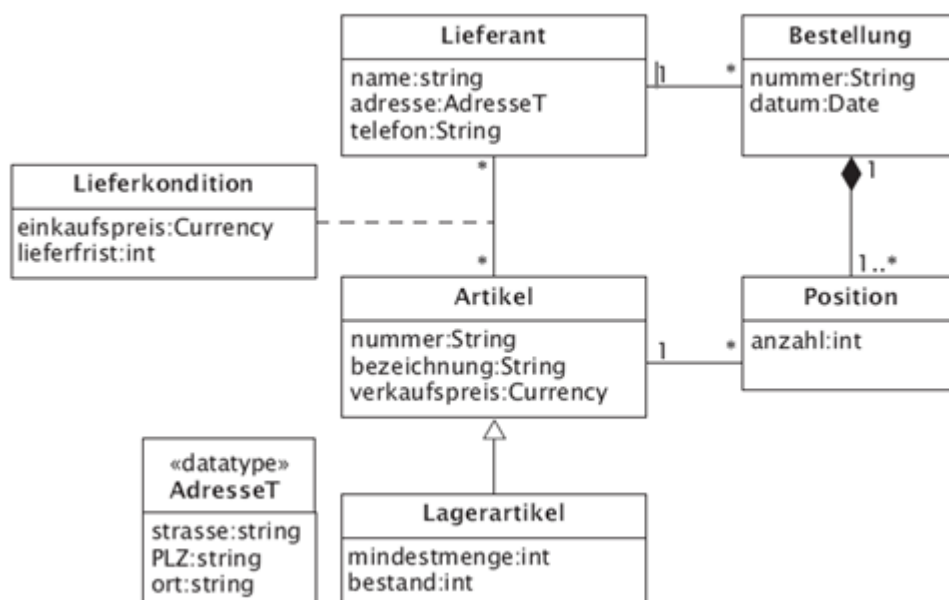 Lieferant
name:string
adresse:AdresseT
telefon:String
1
*
Bestellung
nummer:String
datum:Date
1
*
Lieferkondition
einkaufspreis:Currency
lieferfrist:int
*
1..*
Artikel
nummer:String
bezeichnung:String
verkaufspreis:Currency
1
*
Position
anzahl:int
«datatype»
AdresseT
strasse:string
PLZ:string
ort:string
Lagerartikel
mindestmenge:int
bestand:int